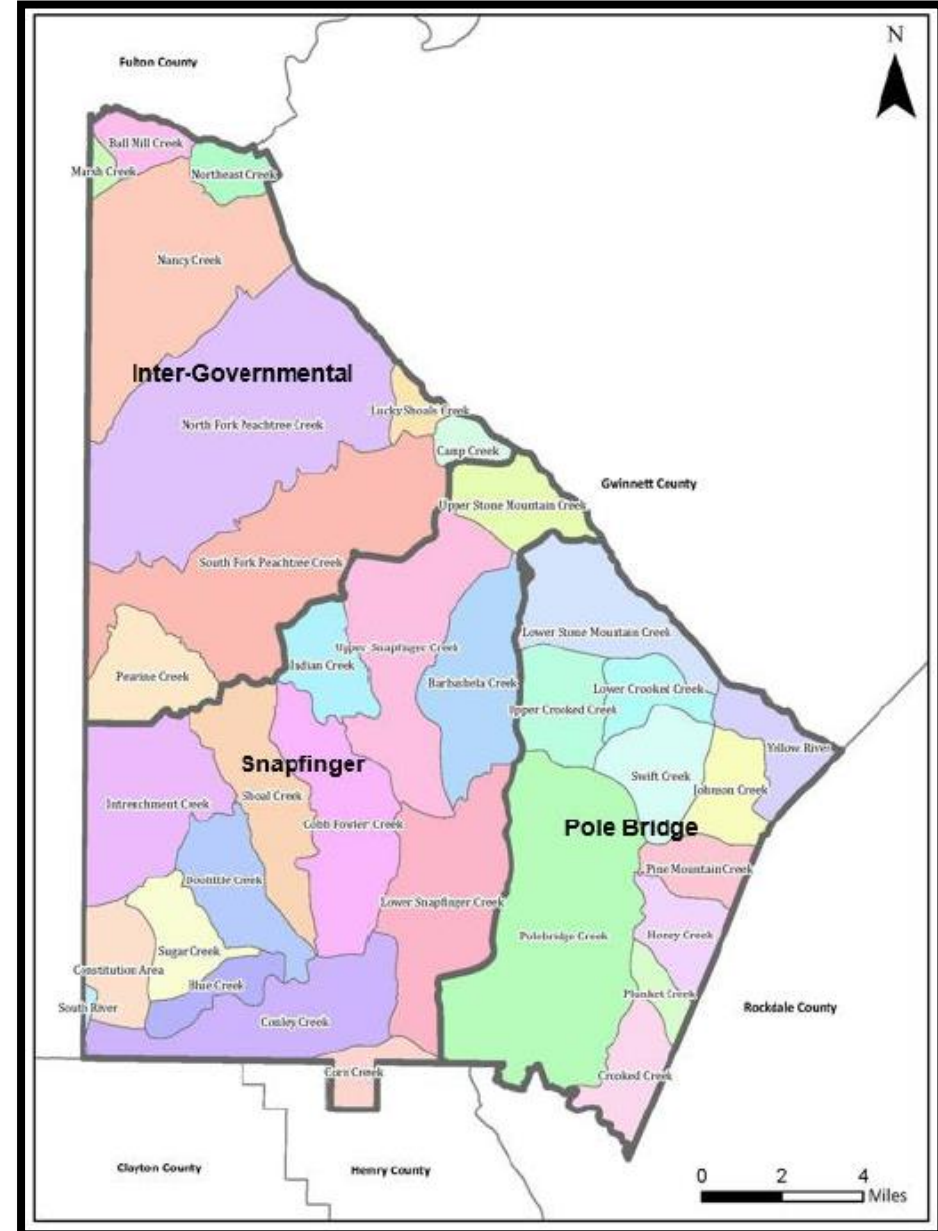 N
Fulton County
Ball Mill Creek
Marsh Creek
Northeast Creek
Nancy Creek
Inter-Governmental
Lucky Shoals Creek
North Fork Peachtree Creek
Camp Creek
Gwinnett County
Upper Stone Mountain Creek
South Fork Peachtree Creek
Lower Stone Mountain Creek
Upper Snapfinger Creek
Indian Creek
Pearine Creek
Barbashela Creek
Lower Crooked Creek
Upper Crooked Creek
Yellow River
Snapfinger
Swift Creek
Johnson Creek
Intrenchment Creek
Shoal Creek
Cobb Fowler Creek
Pole Bridge
Pine Mountain Creek
Doolittle Creek
Lower Snapfinger Creek
Polebridge Creek
Honey Creek
Sugar Creek
Constitution Area
Blue Creek
Plunket Creek
South River
Conley Creek
Rockdale County
Corn Creek
Crooked Creek
Clayton County
Henry County
0 2 4
Miles